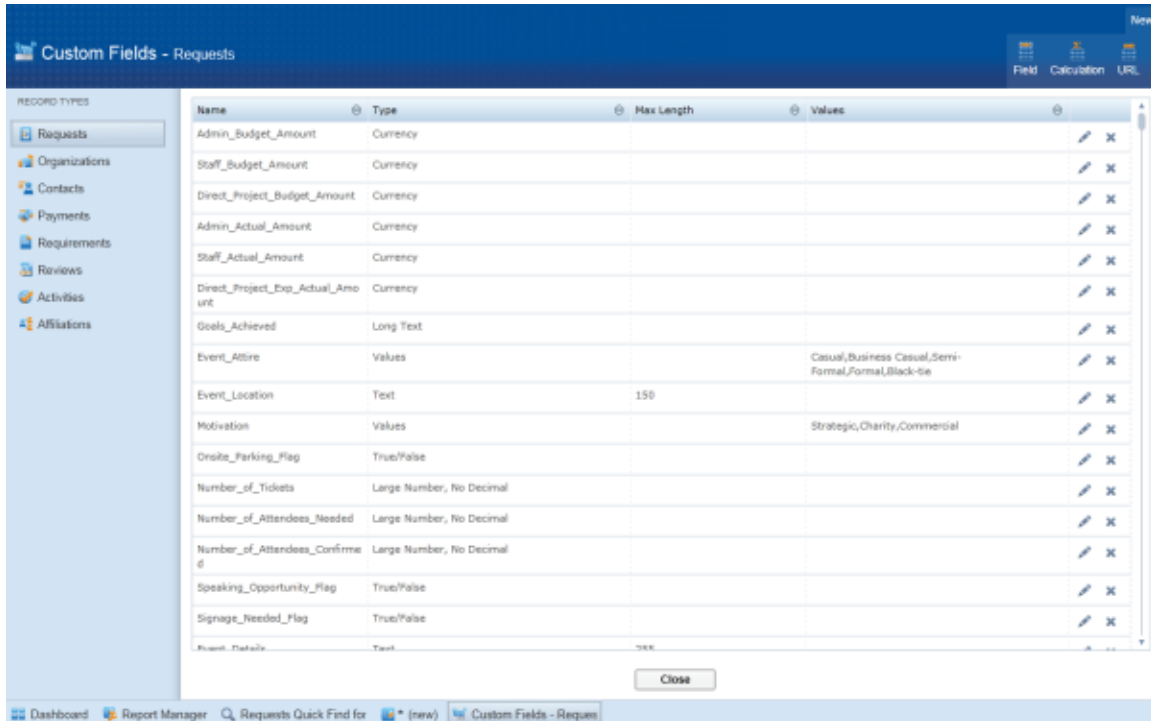 New
Custom Fields - Requests
Field Calculation URL
RECORD TYPES
Requests
Organizations
Contacts
Payments
Requirements
Reviews
Activities
Affiliations
Name Type Max Length Values
Admin_Budget_Amount Currency
Staff_Budget_Amount Currency
Direct_Project_Budget_Amount Currency
Admin_Actual_Amount Currency
Staff_Actual_Amount Currency
Direct_Project_Exp_Actual_Amo Currency
unt
Goals_Achieved Long Text
Event_Attire Values Casual,Business Casual,Semi-
Formal,Formal,Black-tie
Event_Location Text 150
Motivation Values Strategic,Charity,Commercial
Onsite_Parking_Flag True/False
Number_of_Tickets Large Number, No Decimal
Number_of_Attendees_Needed Large Number, No Decimal
Number_of_Attendees_Confirme Large Number, No Decimal
d
Speaking_Opportunity_Flag True/False
Signage_Needed_Flag True/False
Event_Details Text 255
Close
Dashboard Report Manager Requests Quick Find for * (new) Custom Fields - Reques